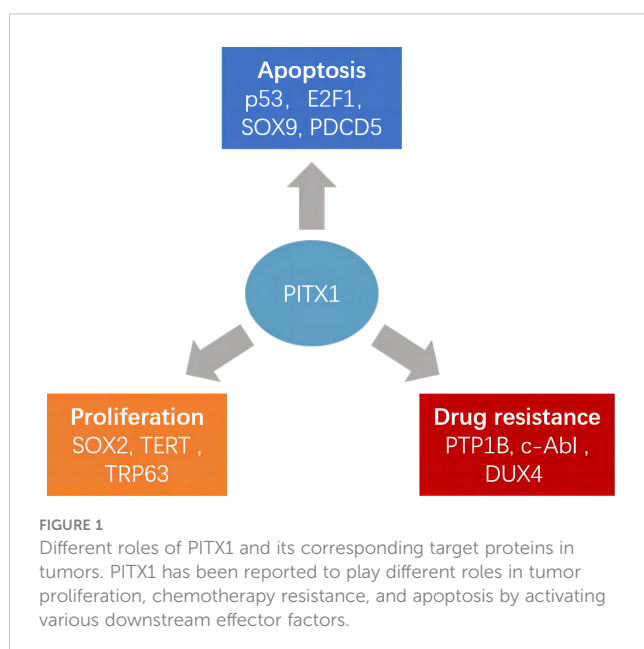 Apoptosis
p53, E2F1,
SOX9, PDCD5
PITX1
Proliferation
SOX2, TERT ,
TRP63
Drug resistance
PTP1B, c-Abl ,
DUX4
FIGURE 1
Different roles of PITX1 and its corresponding target proteins in
tumors. PITX1 has been reported to play different roles in tumor
proliferation, chemotherapy resistance, and apoptosis by activating
various downstream effector factors.